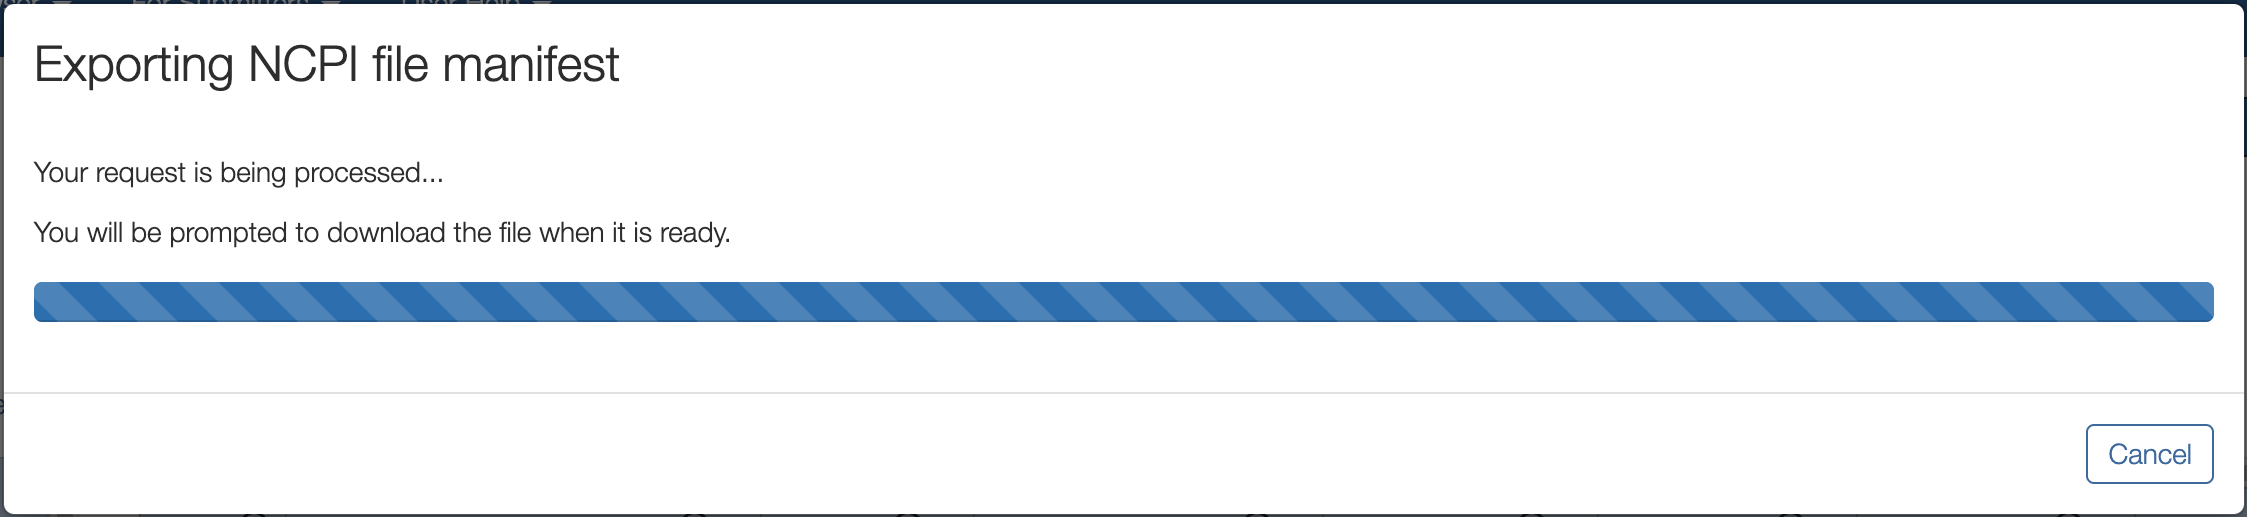 Exporting NCPI file manifest
Your request is being processed...
You will be prompted to download the file when it is ready.
Cancel